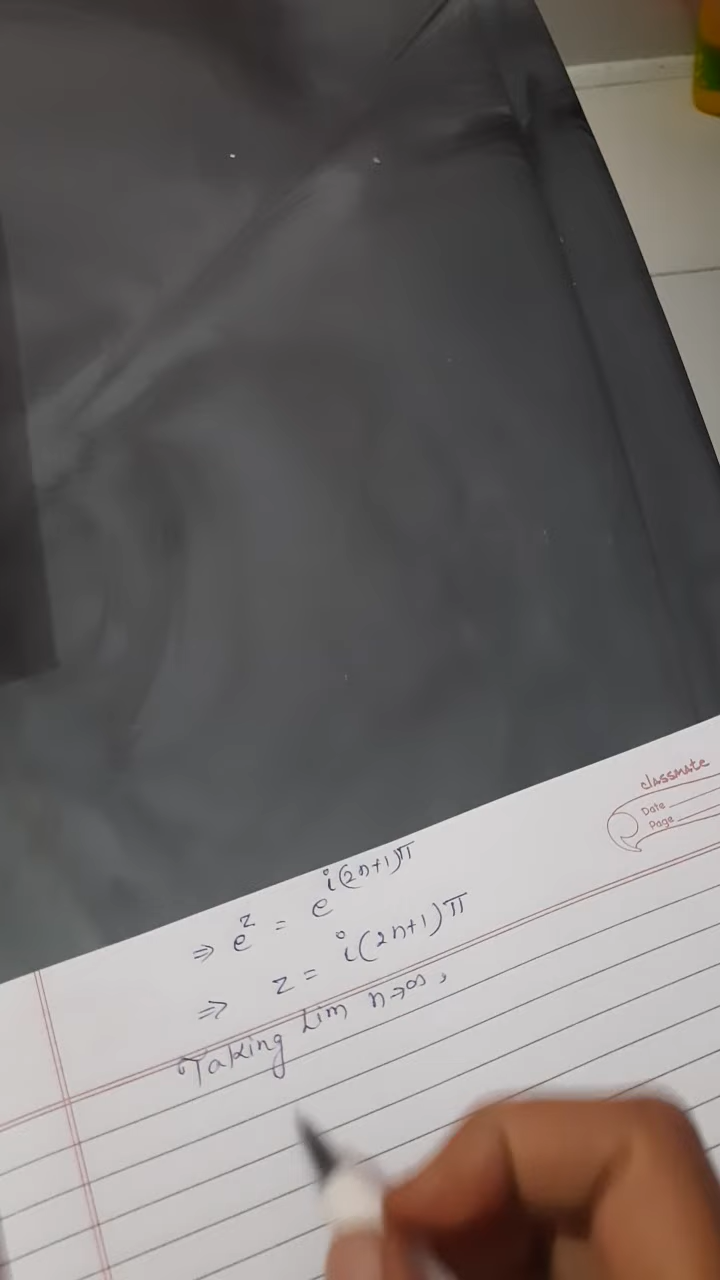 classmate
Date
Page
⇒ e^z = e^{i(2n+1)π}
⇒ z = i(2n+1)π
Taking Lim n→∞,